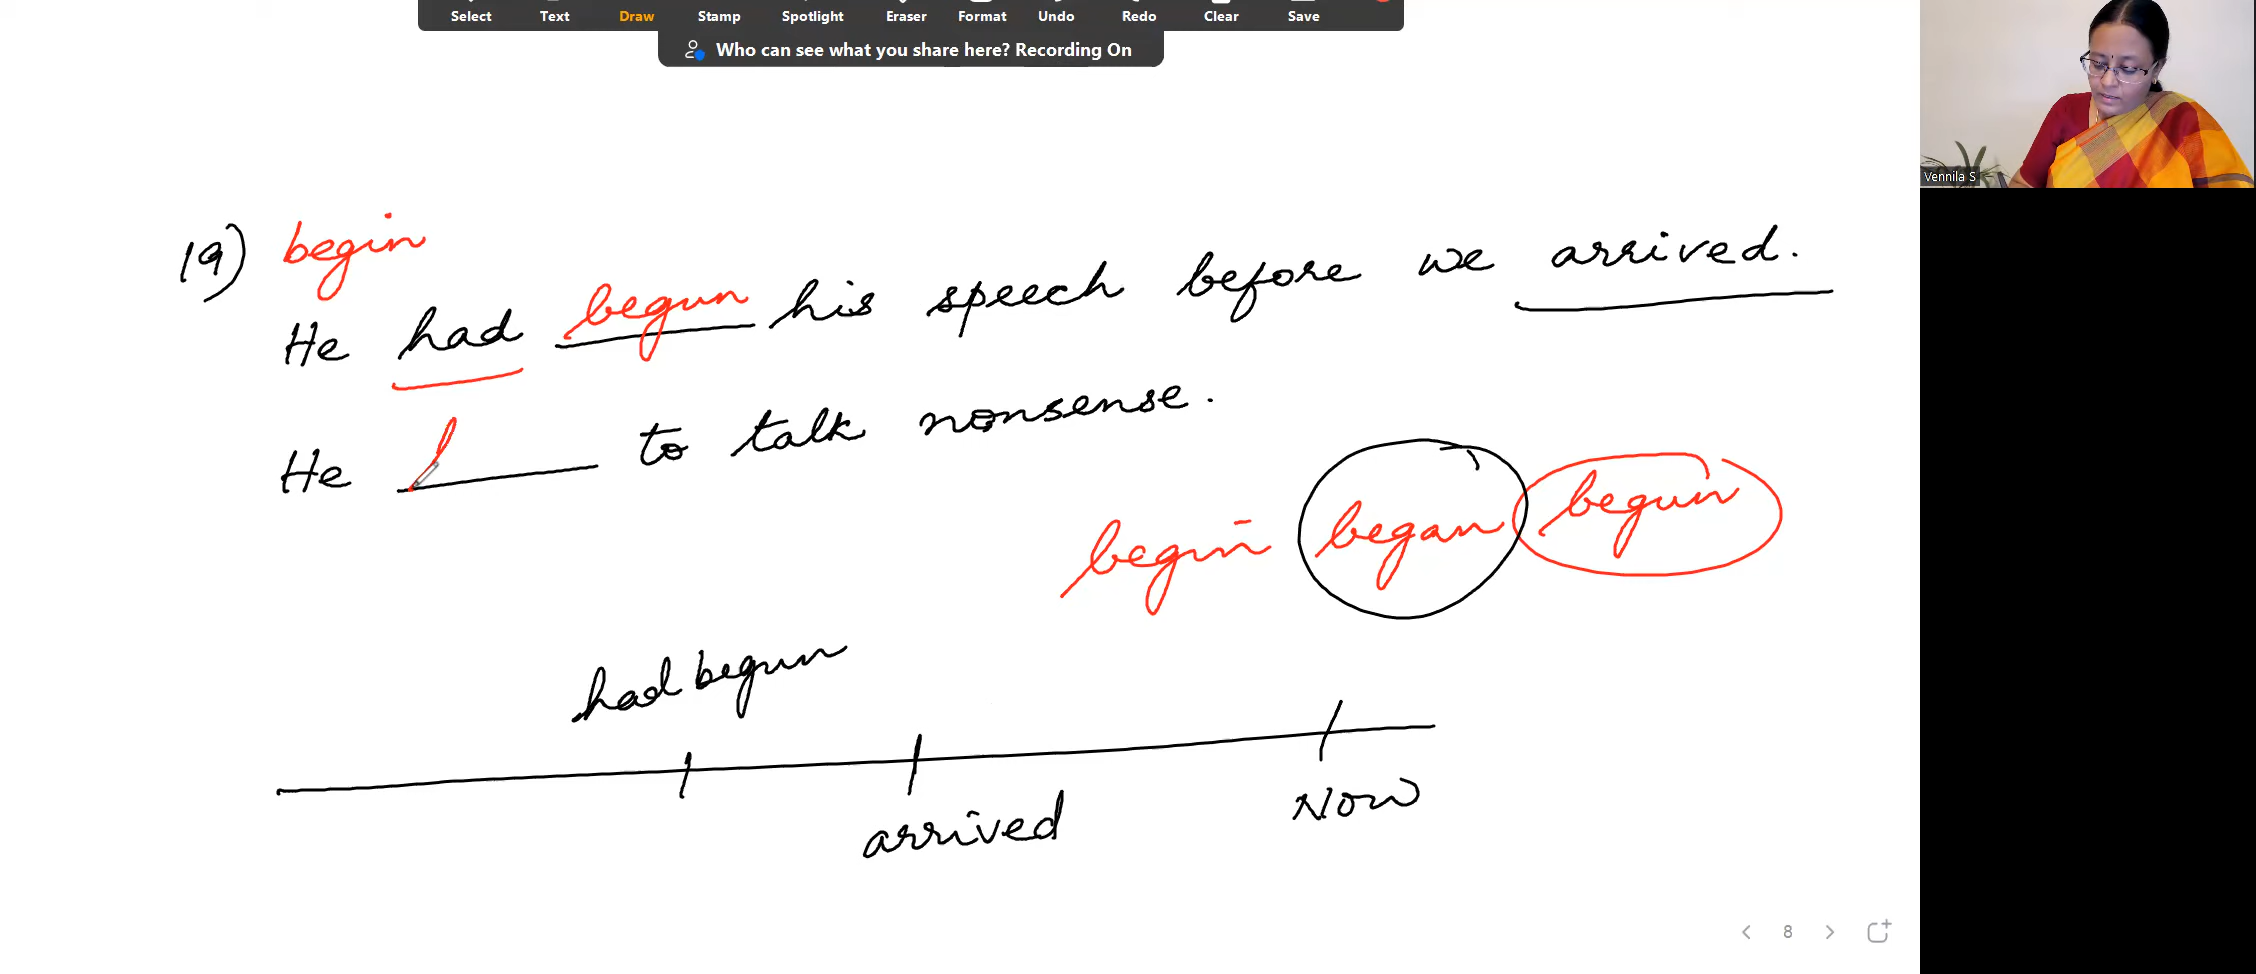 Select Text Draw Stamp Spotlight Eraser Format Undo Redo Clear Save
Who can see what you share here? Recording On
Vennila S
19) begin
He had begun his speech before we arrived.
He to talk nonsense.
begin began begun
had begun
arrived
Now
8